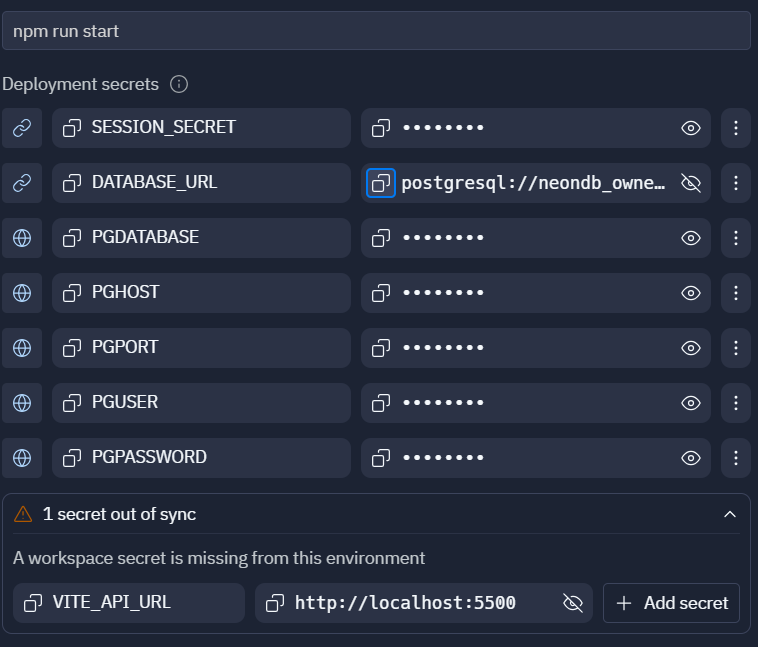 npm run start
Deployment secrets
SESSION_SECRET ••••••••
DATABASE_URL postgresql://neondb_owne…
PGDATABASE ••••••••
PGHOST ••••••••
PGPORT ••••••••
PGUSER ••••••••
PGPASSWORD ••••••••
1 secret out of sync
A workspace secret is missing from this environment
VITE_API_URL http://localhost:5500 + Add secret